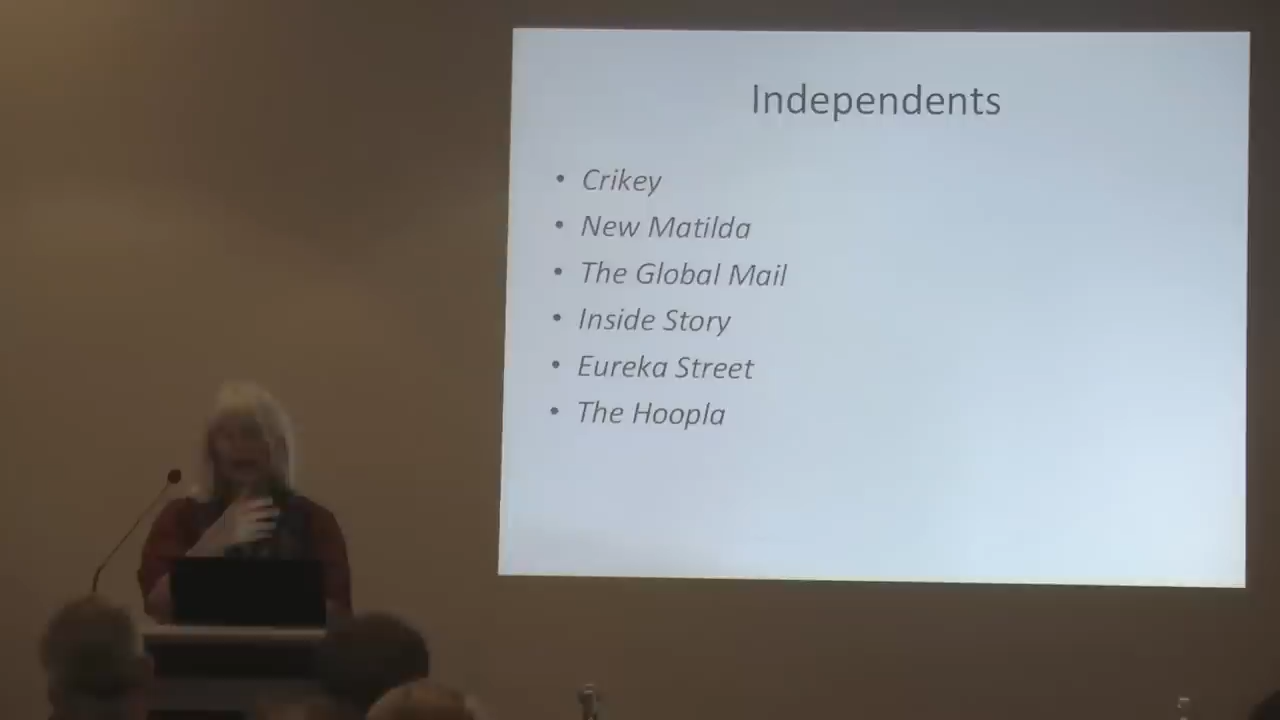 Independents
• Crikey
• New Matilda
• The Global Mail
• Inside Story
• Eureka Street
• The Hoopla